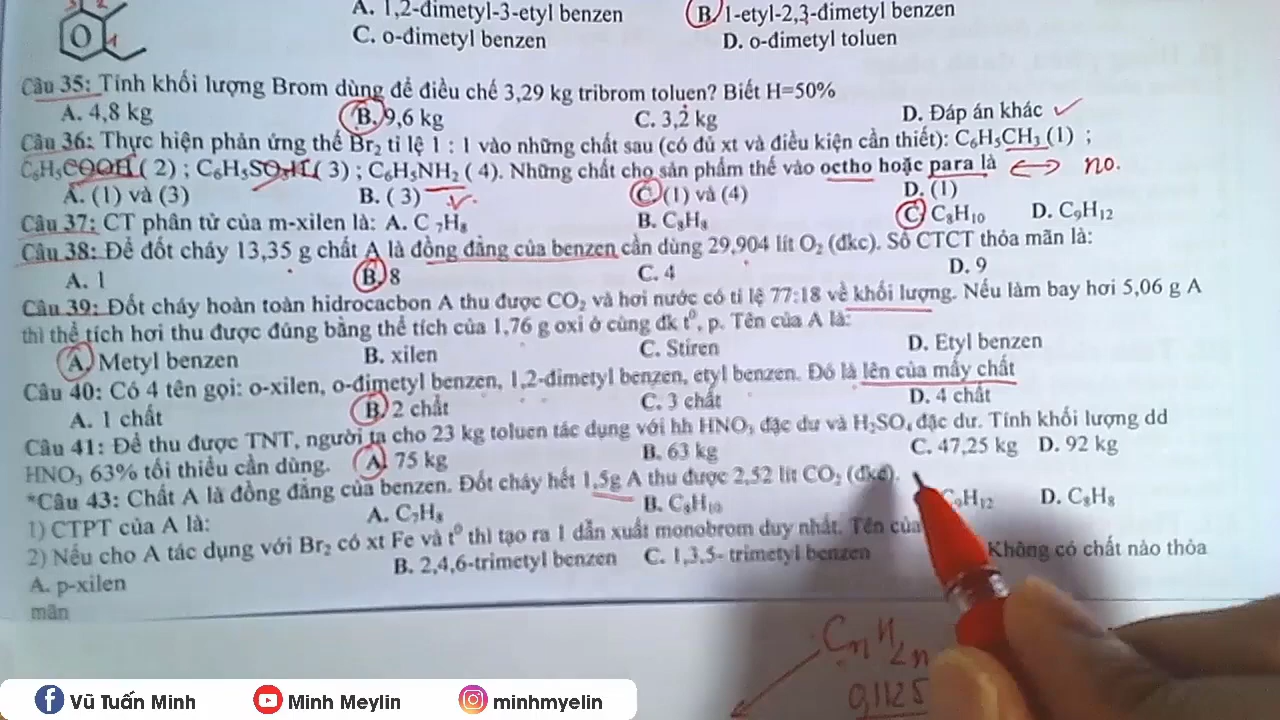 A. 1,2-dimetyl-3-etyl benzen B. 1-etyl-2,3-dimetyl benzen
C. o-dimetyl benzen D. o-dimetyl toluen
Câu 35: Tính khối lượng Brom dùng để điều chế 3,29 kg tribrom toluen? Biết H=50%
A. 4,8 kg B. 9,6 kg C. 3,2 kg D. Đáp án khác
Câu 36: Thực hiện phản ứng thế Br₂ tỉ lệ 1 : 1 vào những chất sau (có đủ xt và điều kiện cần thiết): C₆H₅CH₃ (1) ;
C₆H₅COOH ( 2) ; C₆H₅SO₃H ( 3) ; C₆H₅NH₂ ( 4). Những chất cho sản phẩm thế vào octho hoặc para là no.
A. (1) và (3) B. ( 3) C. (1) và (4) D. (1)
Câu 37: CT phân tử của m-xilen là: A. C ₇H₈ B. C₈H₈ C. C₈H₁₀ D. C₉H₁₂
Câu 38: Để đốt cháy 13,35 g chất A là đồng đẳng của benzen cần dùng 29,904 lít O₂ (đkc). Số CTCT thỏa mãn là:
A. 1 B. 8 C. 4 D. 9
Câu 39: Đốt cháy hoàn toàn hidrocacbon A thu được CO₂ và hơi nước có tỉ lệ 77:18 về khối lượng. Nếu làm bay hơi 5,06 g A
thì thể tích hơi thu được đúng bằng thể tích của 1,76 g oxi ở cùng đk t⁰, p. Tên của A là:
A. Metyl benzen B. xilen C. Stiren D. Etyl benzen
Câu 40: Có 4 tên gọi: o-xilen, o-dimetyl benzen, 1,2-dimetyl benzen, etyl benzen. Đó là tên của mấy chất
A. 1 chất B. 2 chất C. 3 chất D. 4 chất
Câu 41: Để thu được TNT, người ta cho 23 kg toluen tác dụng với hh HNO₃ đặc dư và H₂SO₄ đặc dư. Tính khối lượng dd
HNO₃ 63% tối thiểu cần dùng. A. 75 kg B. 63 kg C. 47,25 kg D. 92 kg
*Câu 43: Chất A là đồng đẳng của benzen. Đốt cháy hết 1,5g A thu được 2,52 lít CO₂ (đkc).
1) CTPT của A là: A. C₇H₈ B. C₈H₁₀ C₉H₁₂ D. C₈H₈
2) Nếu cho A tác dụng với Br₂ có xt Fe và t⁰ thì tạo ra 1 dẫn xuất monobrom duy nhất. Tên của
A. p-xilen B. 2,4,6-trimetyl benzen C. 1,3,5- trimetyl benzen Không có chất nào thỏa
mãn
CnH2n
0,1125
Vũ Tuấn Minh Minh Meylin minhmyelin